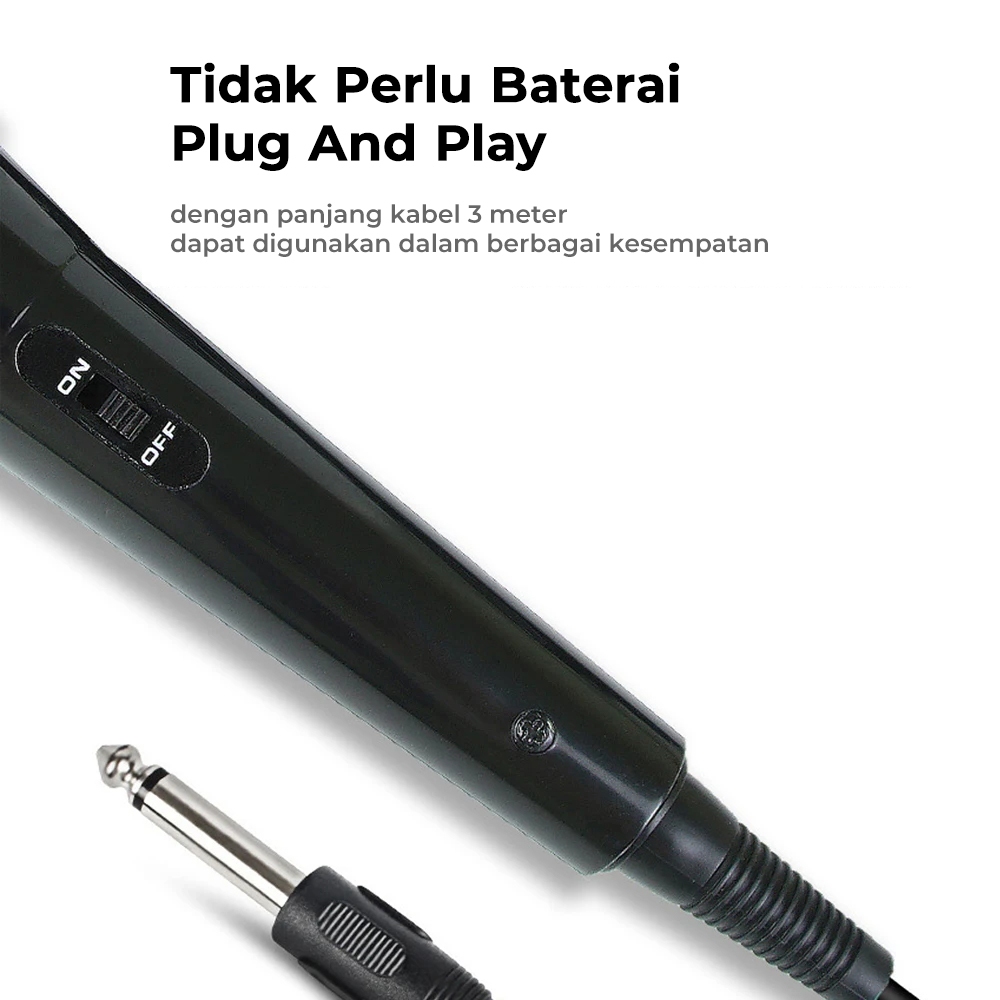 Tidak Perlu Baterai
Plug And Play
dengan panjang kabel 3 meter
dapat digunakan dalam berbagai kesempatan
ON
OFF